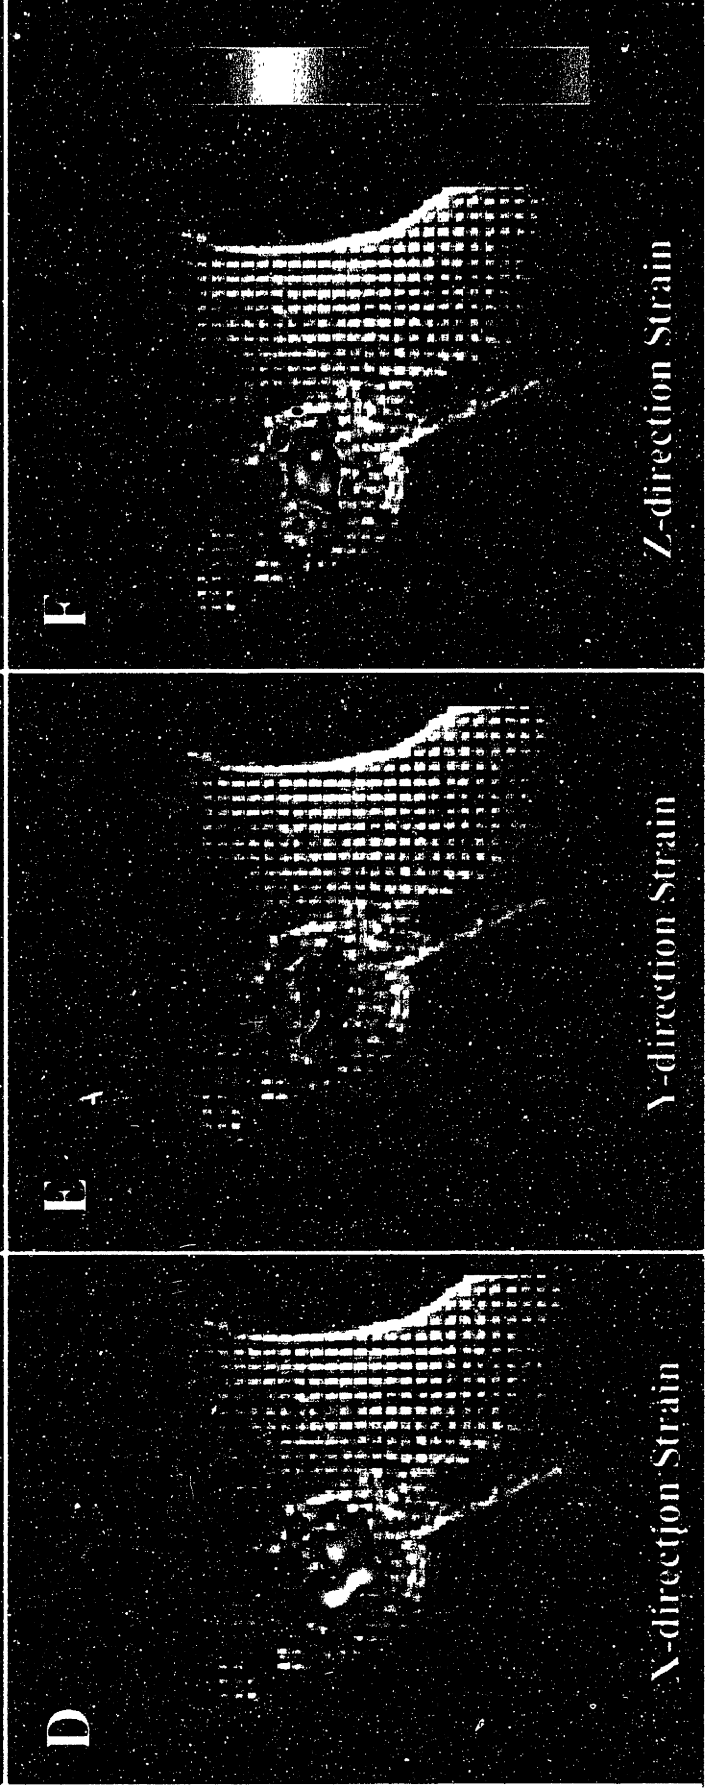 D
X-direction Strain
E
Y-direction Strain
F
Z-direction Strain